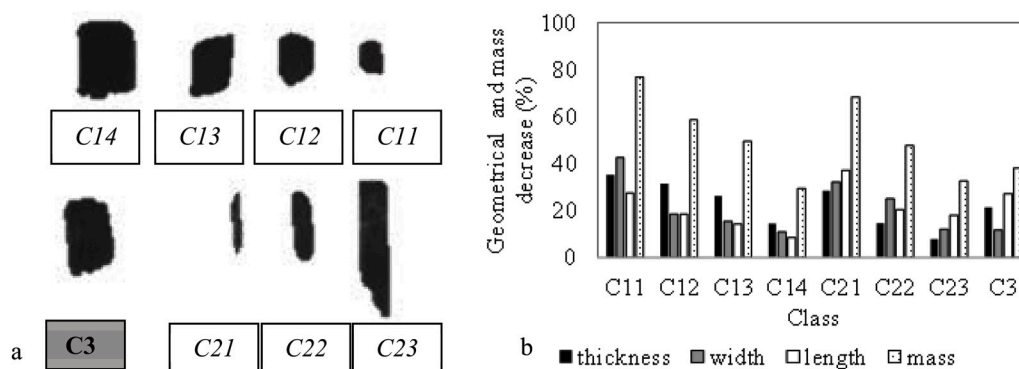 C14 C13 C12 C11
C3 C21 C22 C23
a
Geometrical and mass
decrease (%)
100
80
60
40
20
0
C11 C12 C13 C14 C21 C22 C23 C3
Class
b
thickness width length mass